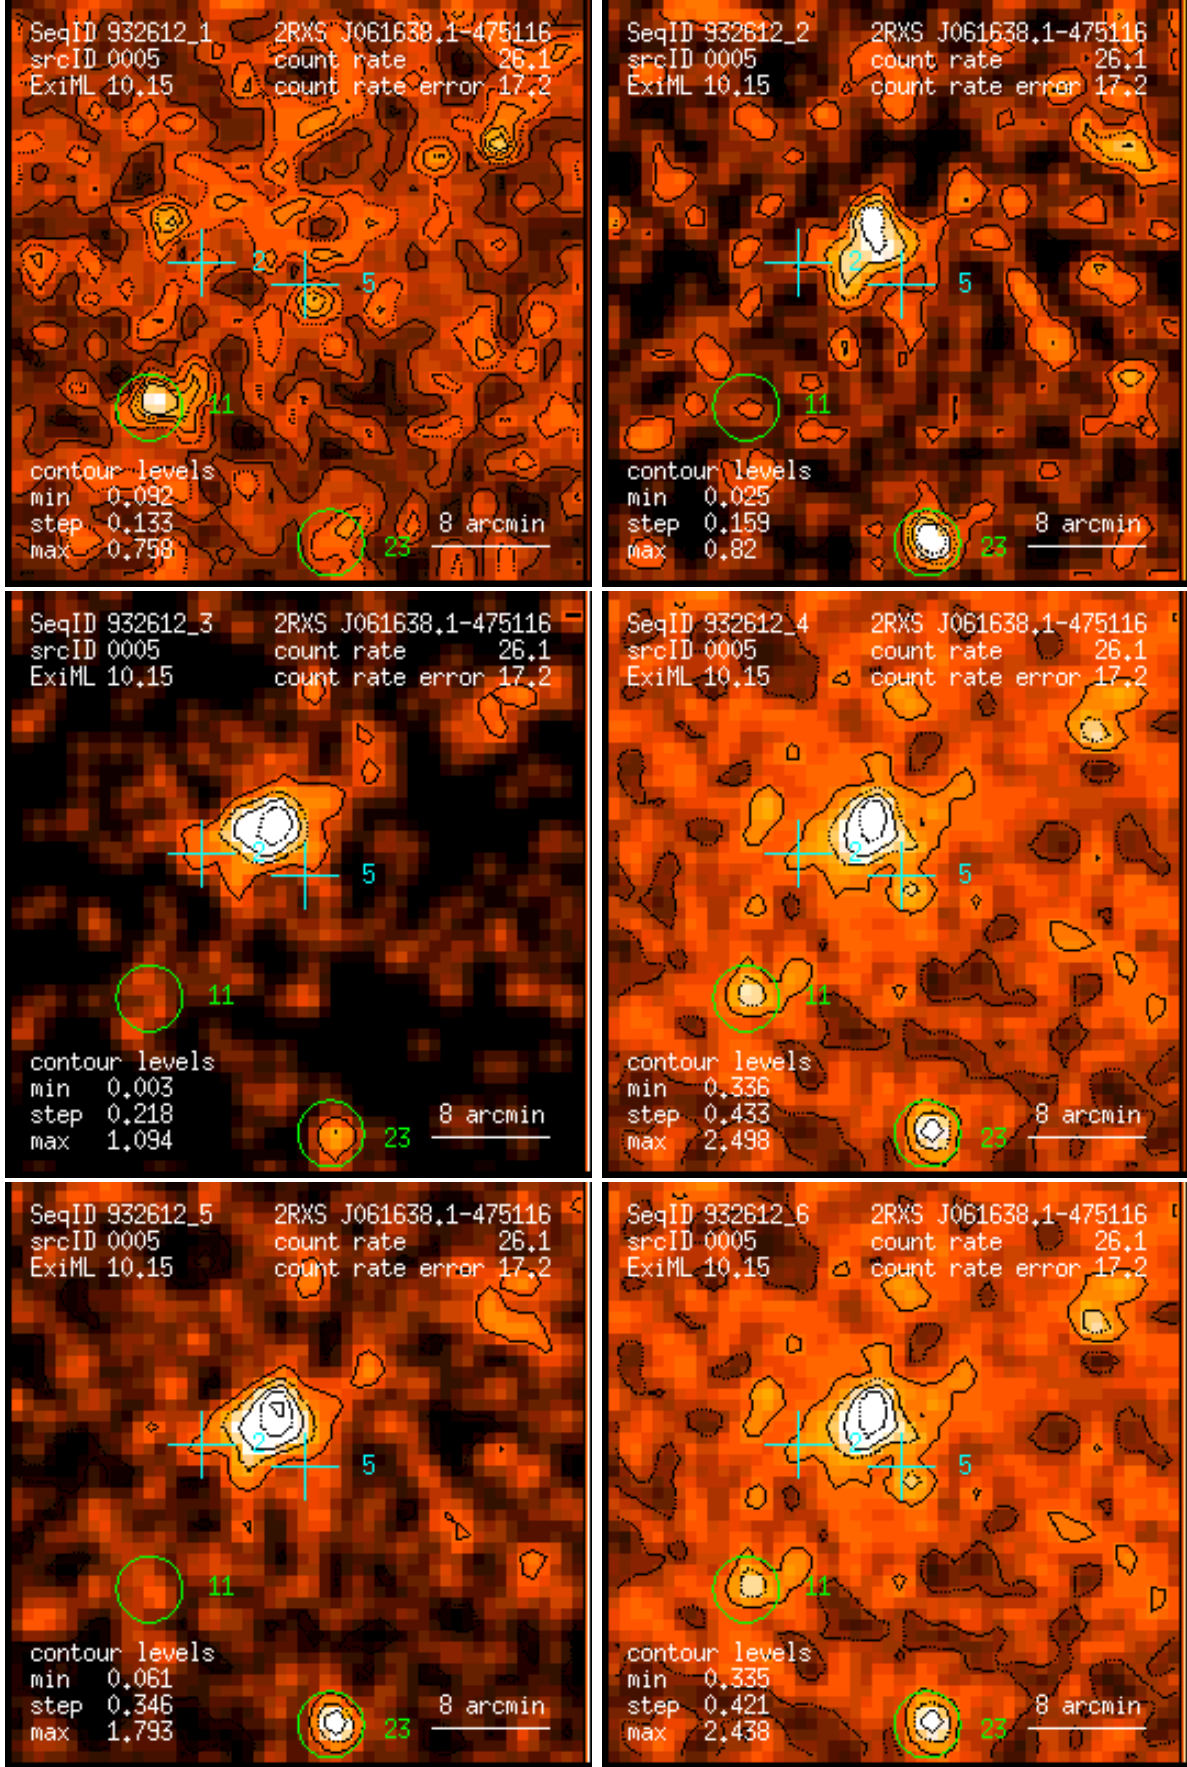 SeqID 932612_1 2RXS J061638.1-475116
srcID 0005 count rate 26.1
ExiML 10.15 count rate error 17.2
2
5
11
contour levels
min 0.092
step 0.133 8 arcmin
max 0.758 23
SeqID 932612_2 2RXS J061638.1-475116
srcID 0005 count rate 26.1
ExiML 10.15 count rate error 17.2
2
5
11
contour levels
min 0.025
step 0.159 8 arcmin
max 0.82 23
SeqID 932612_3 2RXS J061638.1-475116
srcID 0005 count rate 26.1
ExiML 10.15 count rate error 17.2
2
5
11
contour levels
min 0.003
step 0.218 8 arcmin
max 1.094 23
SeqID 932612_4 2RXS J061638.1-475116
srcID 0005 count rate 26.1
ExiML 10.15 count rate error 17.2
2
5
11
contour levels
min 0.336
step 0.433 8 arcmin
max 2.498 23
SeqID 932612_5 2RXS J061638.1-475116
srcID 0005 count rate 26.1
ExiML 10.15 count rate error 17.2
2
5
11
contour levels
min 0.061
step 0.346 8 arcmin
max 1.793 23
SeqID 932612_6 2RXS J061638.1-475116
srcID 0005 count rate 26.1
ExiML 10.15 count rate error 17.2
2
5
11
contour levels
min 0.335
step 0.421 8 arcmin
max 2.438 23